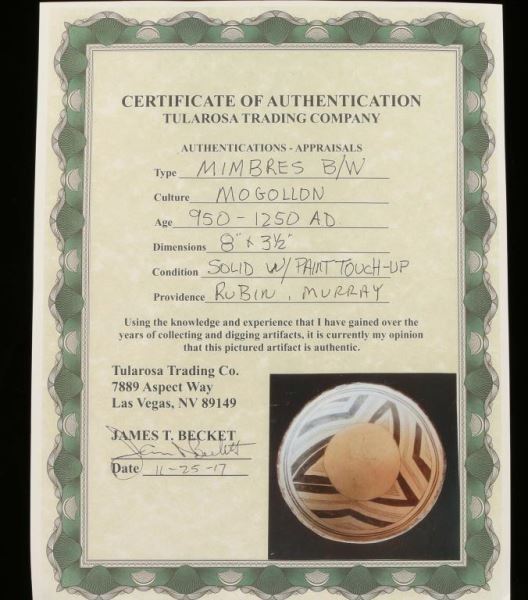 CERTIFICATE OF AUTHENTICATION
TULAROSA TRADING COMPANY
AUTHENTICATIONS - APPRAISALS
Type MIMBRES B/W
Culture MOGOLLON
Age 950-1250 AD
Dimensions 8" x 3½"
Condition SOLID W/ PAINT TOUCH-UP
Providence RUBIN, MURRAY
Using the knowledge and experience that I have gained over the
years of collecting and digging artifacts, it is currently my opinion
that this pictured artifact is authentic.
Tularosa Trading Co.
7889 Aspect Way
Las Vegas, NV 89149
JAMES T. BECKET
Date 11-25-17